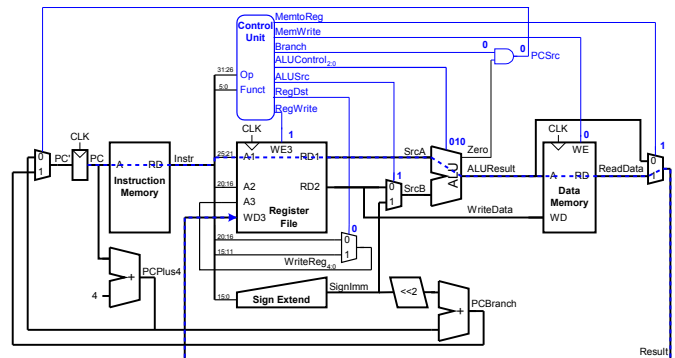 MemtoReg
Control
Unit
MemWrite
Branch
0
0
PCSrc
ALUControl2:0
31:26
Op
ALUSrc
5:0
Funct
RegDst
RegWrite
CLK
CLK
CLK
1
010
0
1
WE3
SrcA
Zero
WE
0
1
PC'
PC
A
RD
Instr
25:21
A1
RD1
ALU
ALUResult
A
RD
ReadData
0
1
Instruction
Memory
20:16
A2
RD2
1
0
1
SrcB
Data
Memory
A3
WD3
Register
File
0
WriteData
WD
20:16
15:11
0
1
WriteReg4:0
PCPlus4
+
4
SignImm
<<2
+
PCBranch
15:0
Sign Extend
Result